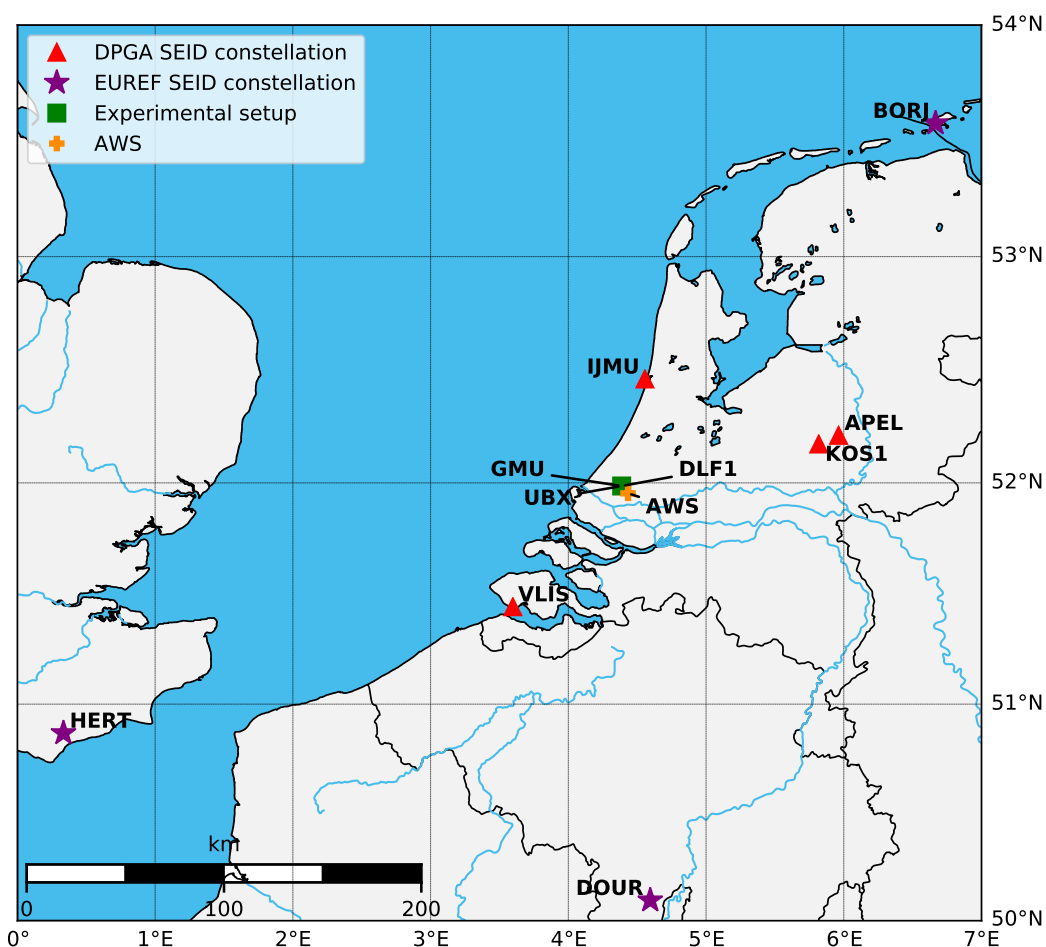 54°N
DPGA SEID constellation
EUREF SEID constellation
Experimental setup
AWS
BORJ
53°N
IJMU
APEL
KOS1
GMU
DLF1
52°N
UBX
AWS
VLIS
51°N
HERT
km
DOUR
0
100
200
50°N
0°
1°E
2°E
3°E
4°E
5°E
6°E
7°E